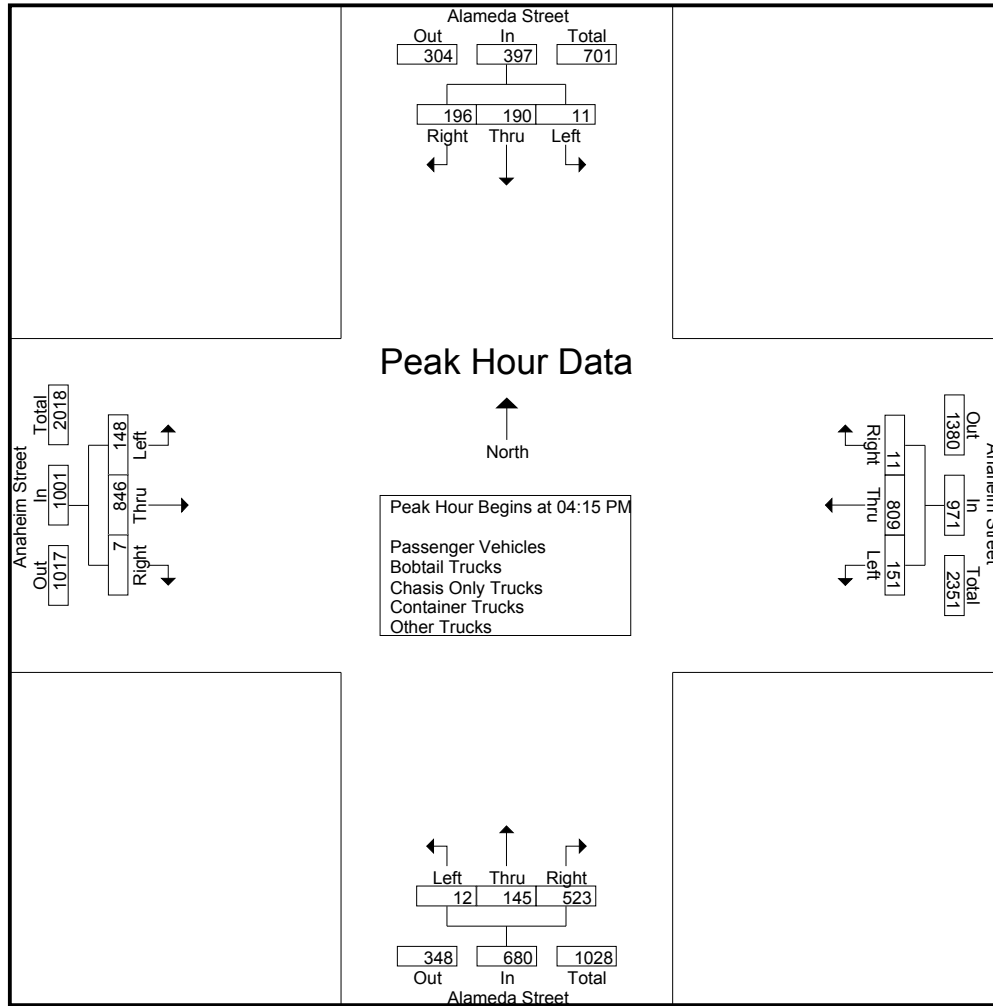 Alameda Street
Out In Total
304 397 701
196 190 11
Right Thru Left
Peak Hour Data
North
Anaheim Street
Total In Out
2018 1001 1017
148 846 7
Left Thru Right
Peak Hour Begins at 04:15 PM
Passenger Vehicles
Bobtail Trucks
Chasis Only Trucks
Container Trucks
Other Trucks
Right Thru Left
11 809 151
Out In Total
1380 971 2351
Anaheim Street
Left Thru Right
12 145 523
348 680 1028
Out In Total
Alameda Street